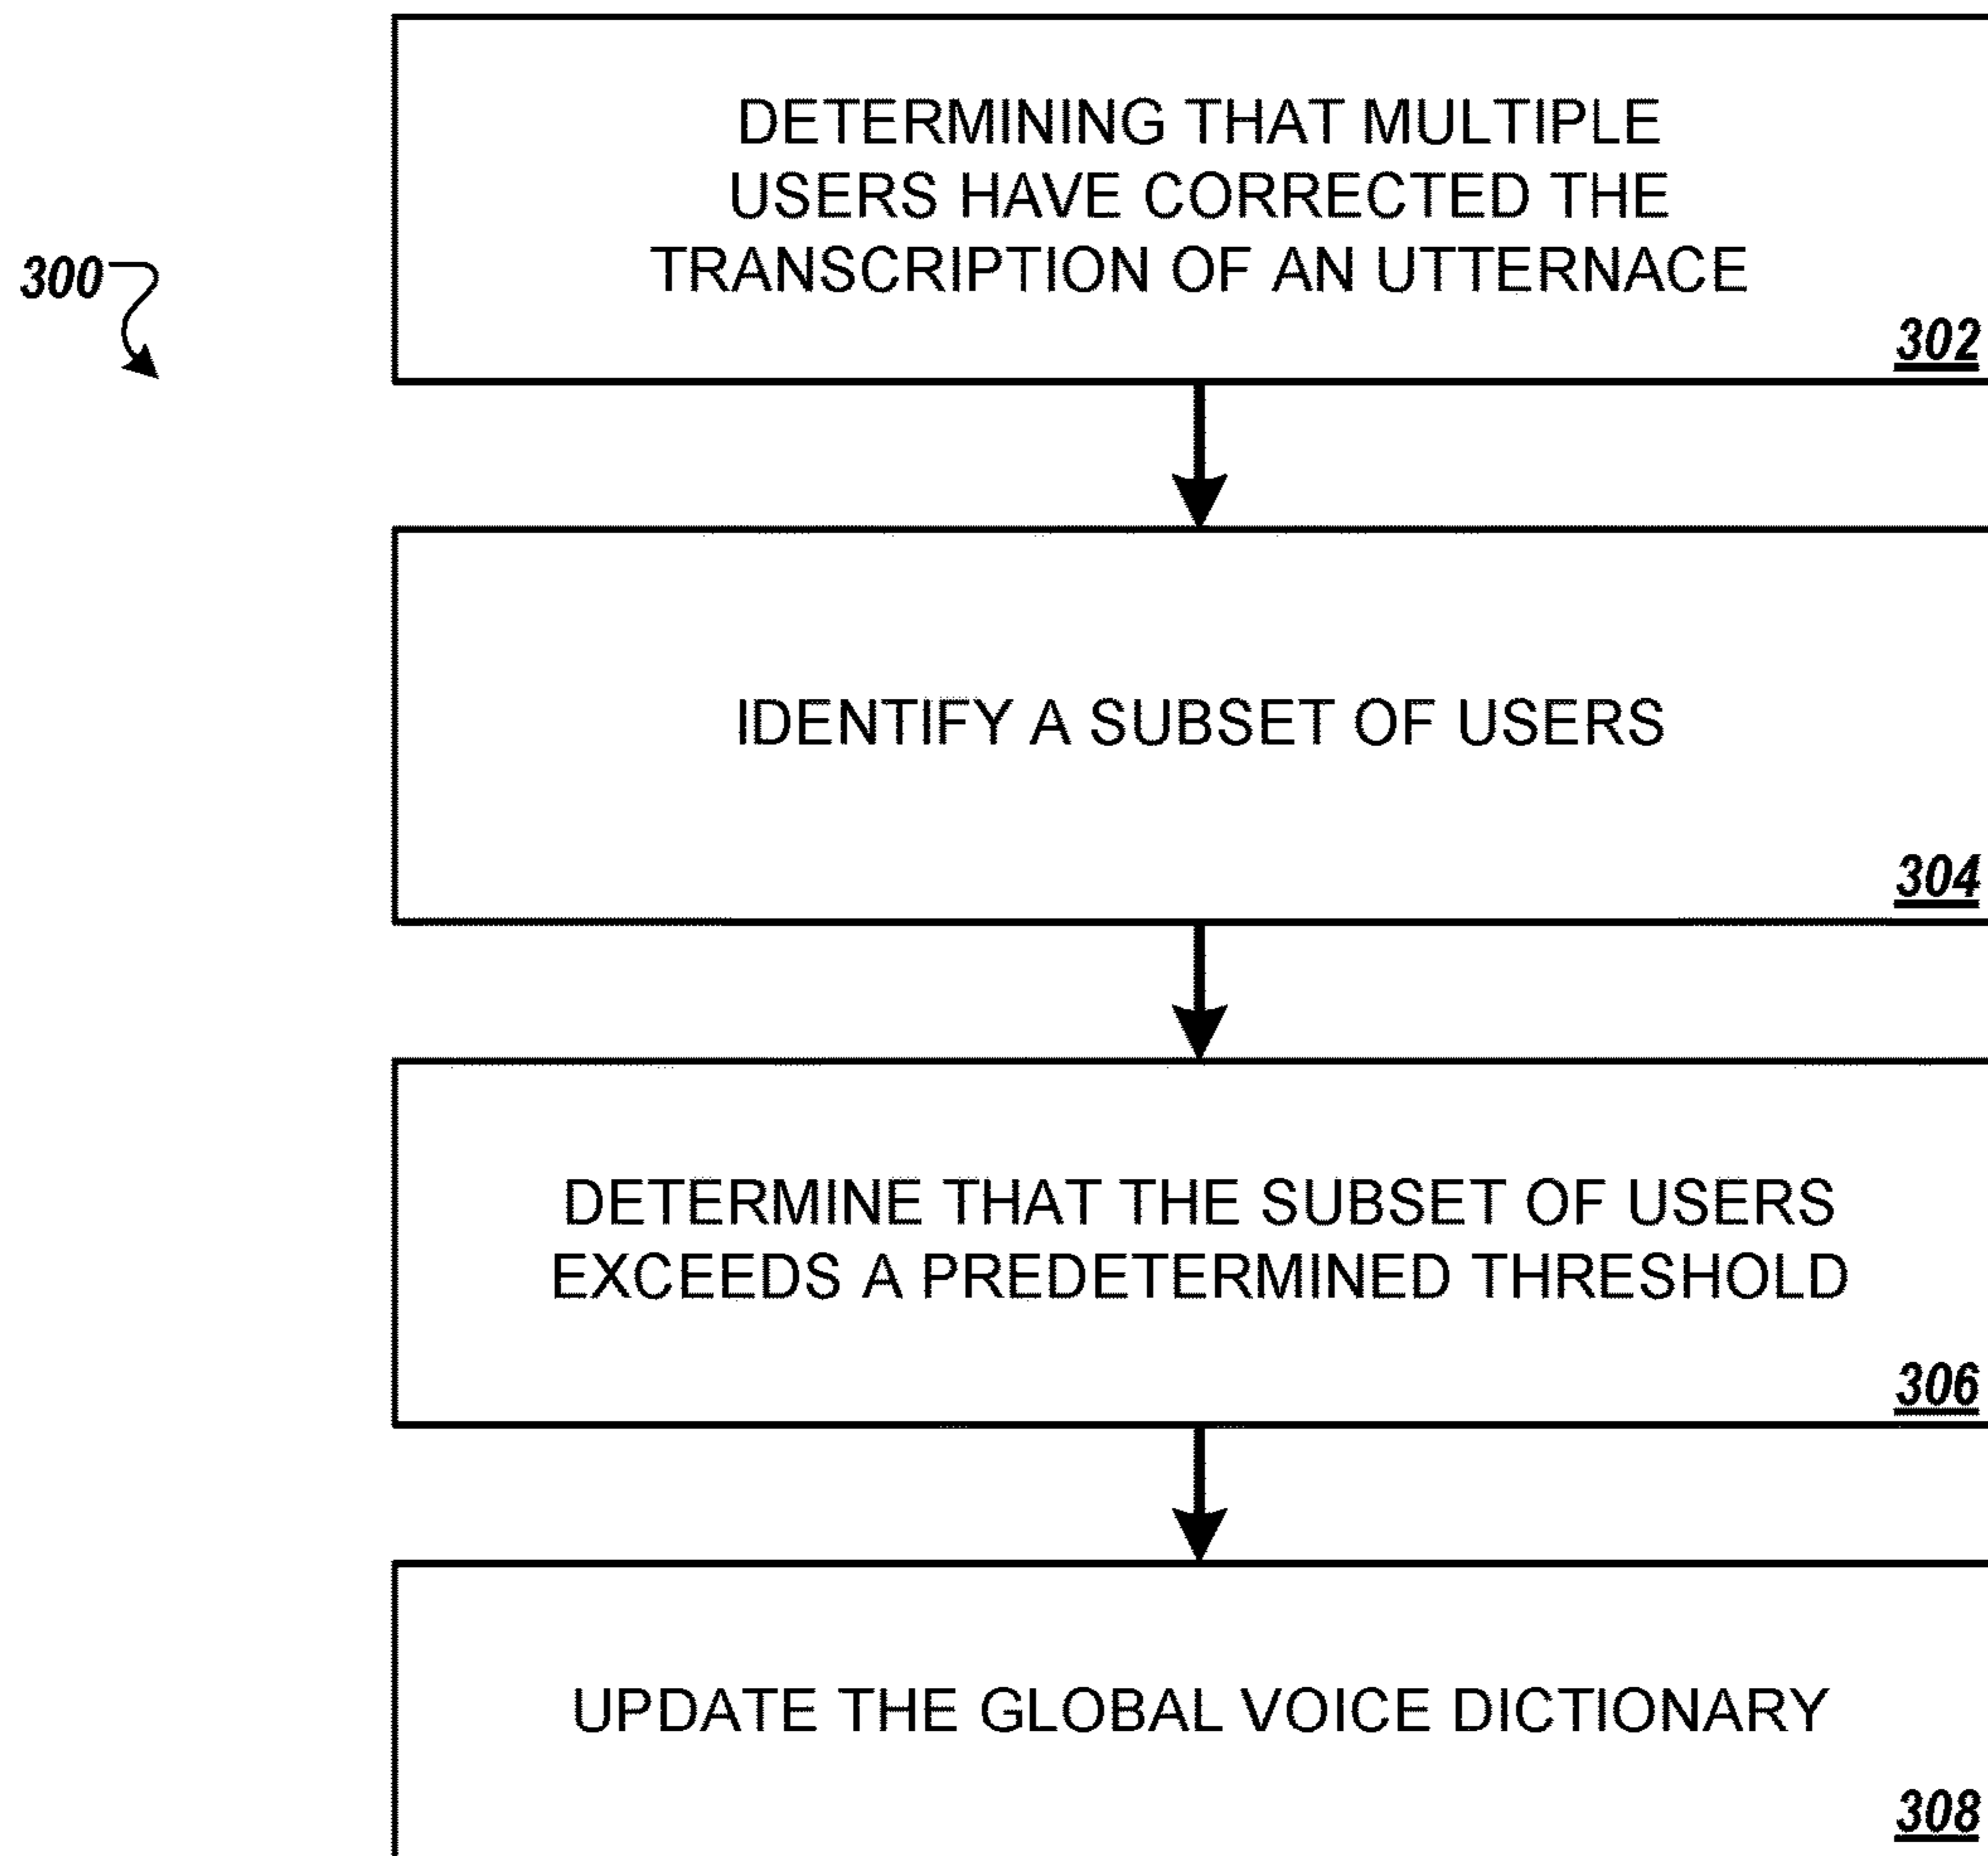 DETERMINING THAT MULTIPLE
USERS HAVE CORRECTED THE
TRANSCRIPTION OF AN UTTERNACE
302
300
IDENTIFY A SUBSET OF USERS
304
DETERMINE THAT THE SUBSET OF USERS
EXCEEDS A PREDETERMINED THRESHOLD
306
UPDATE THE GLOBAL VOICE DICTIONARY
308